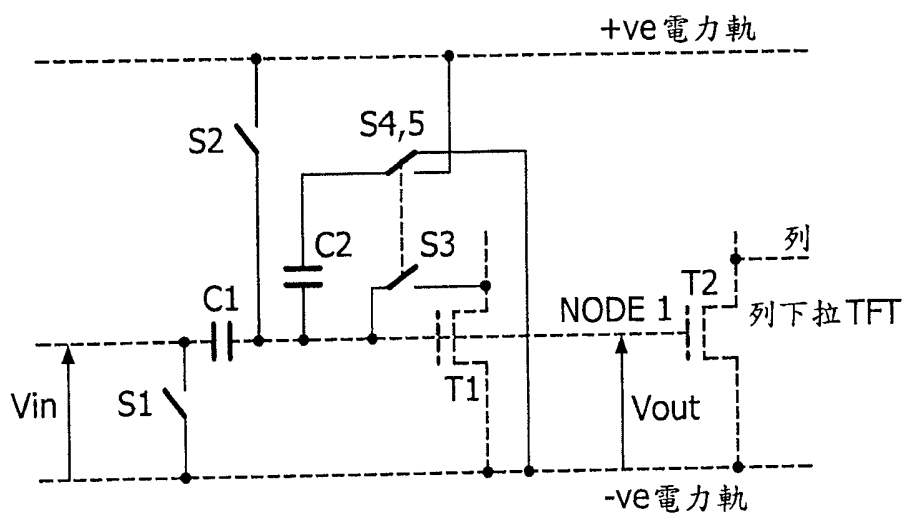 +ve電力軌
S4,5
S2
C2
S3
列
C1
T2
NODE 1
列下拉TFT
T1
Vin
S1
Vout
-ve電力軌